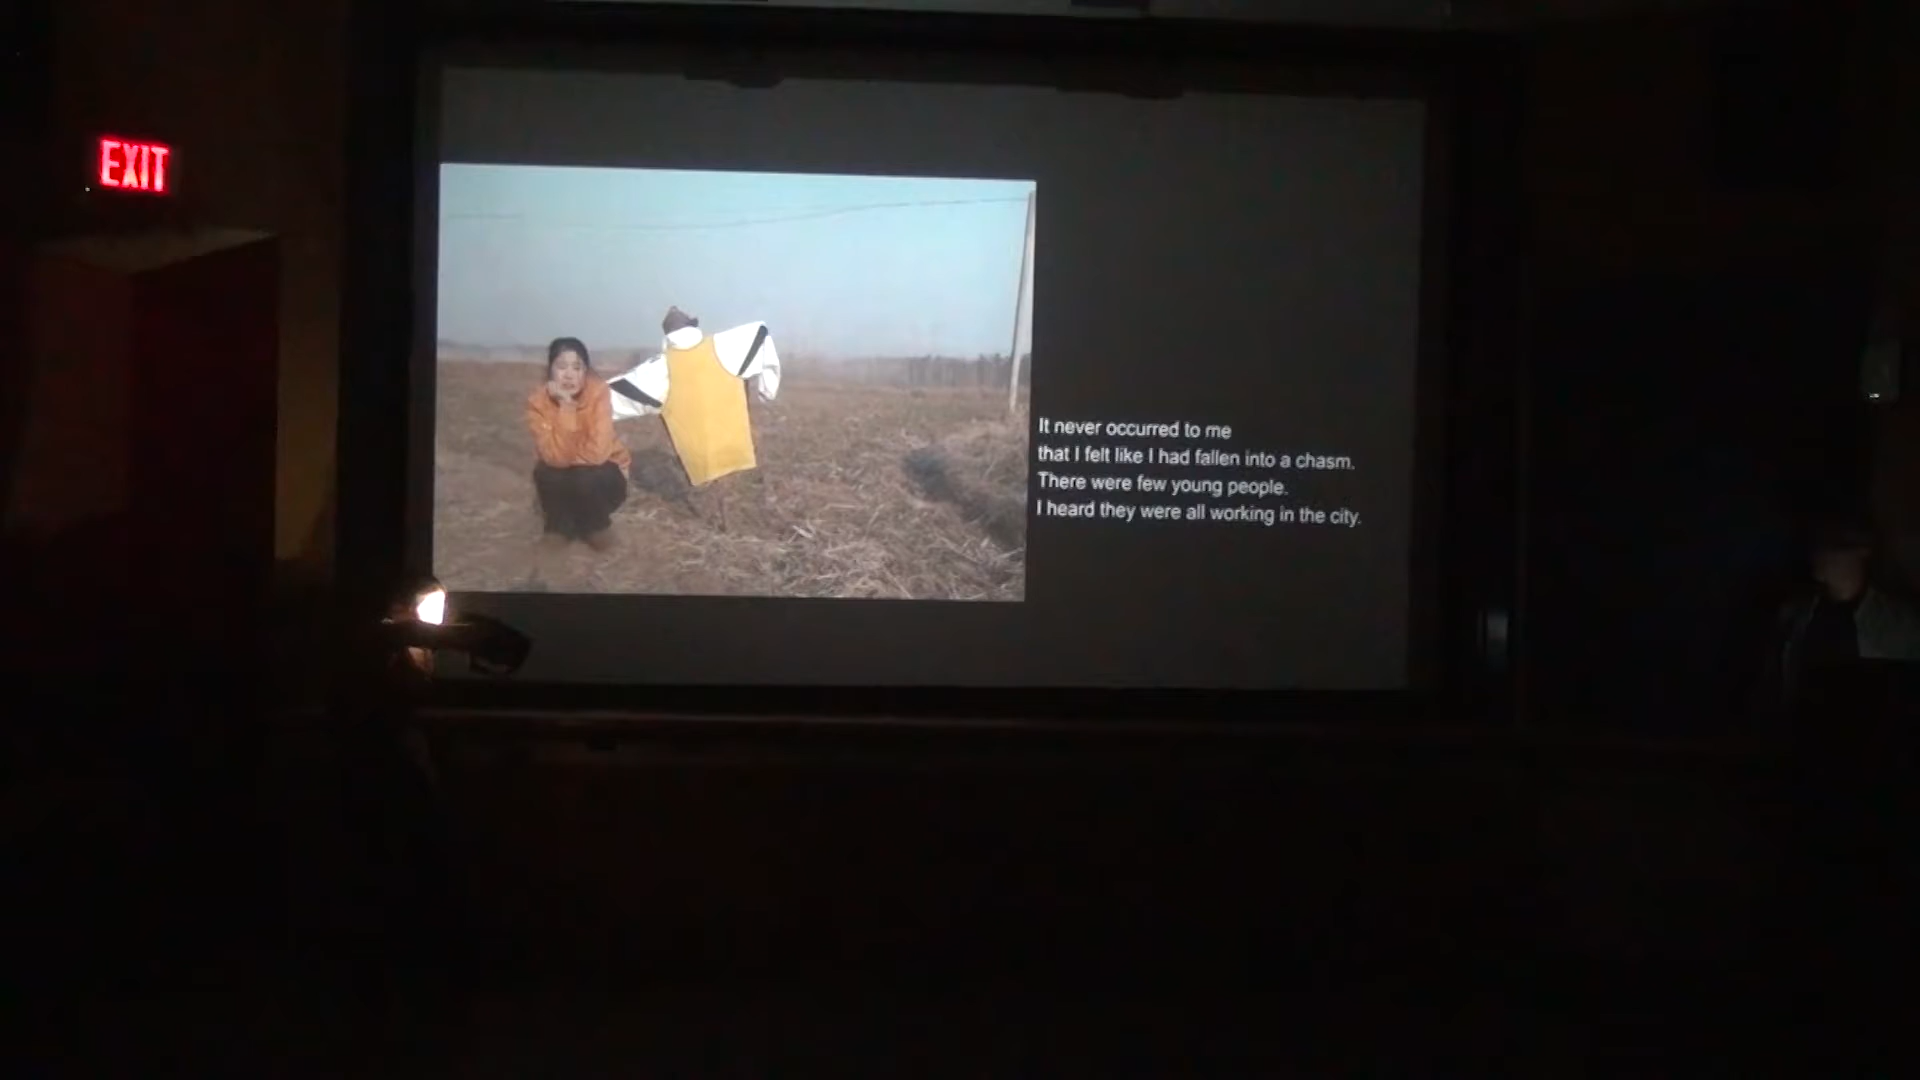 EXIT
It never occurred to me
that I felt like I had fallen into a chasm.
There were few young people.
I heard they were all working in the city.